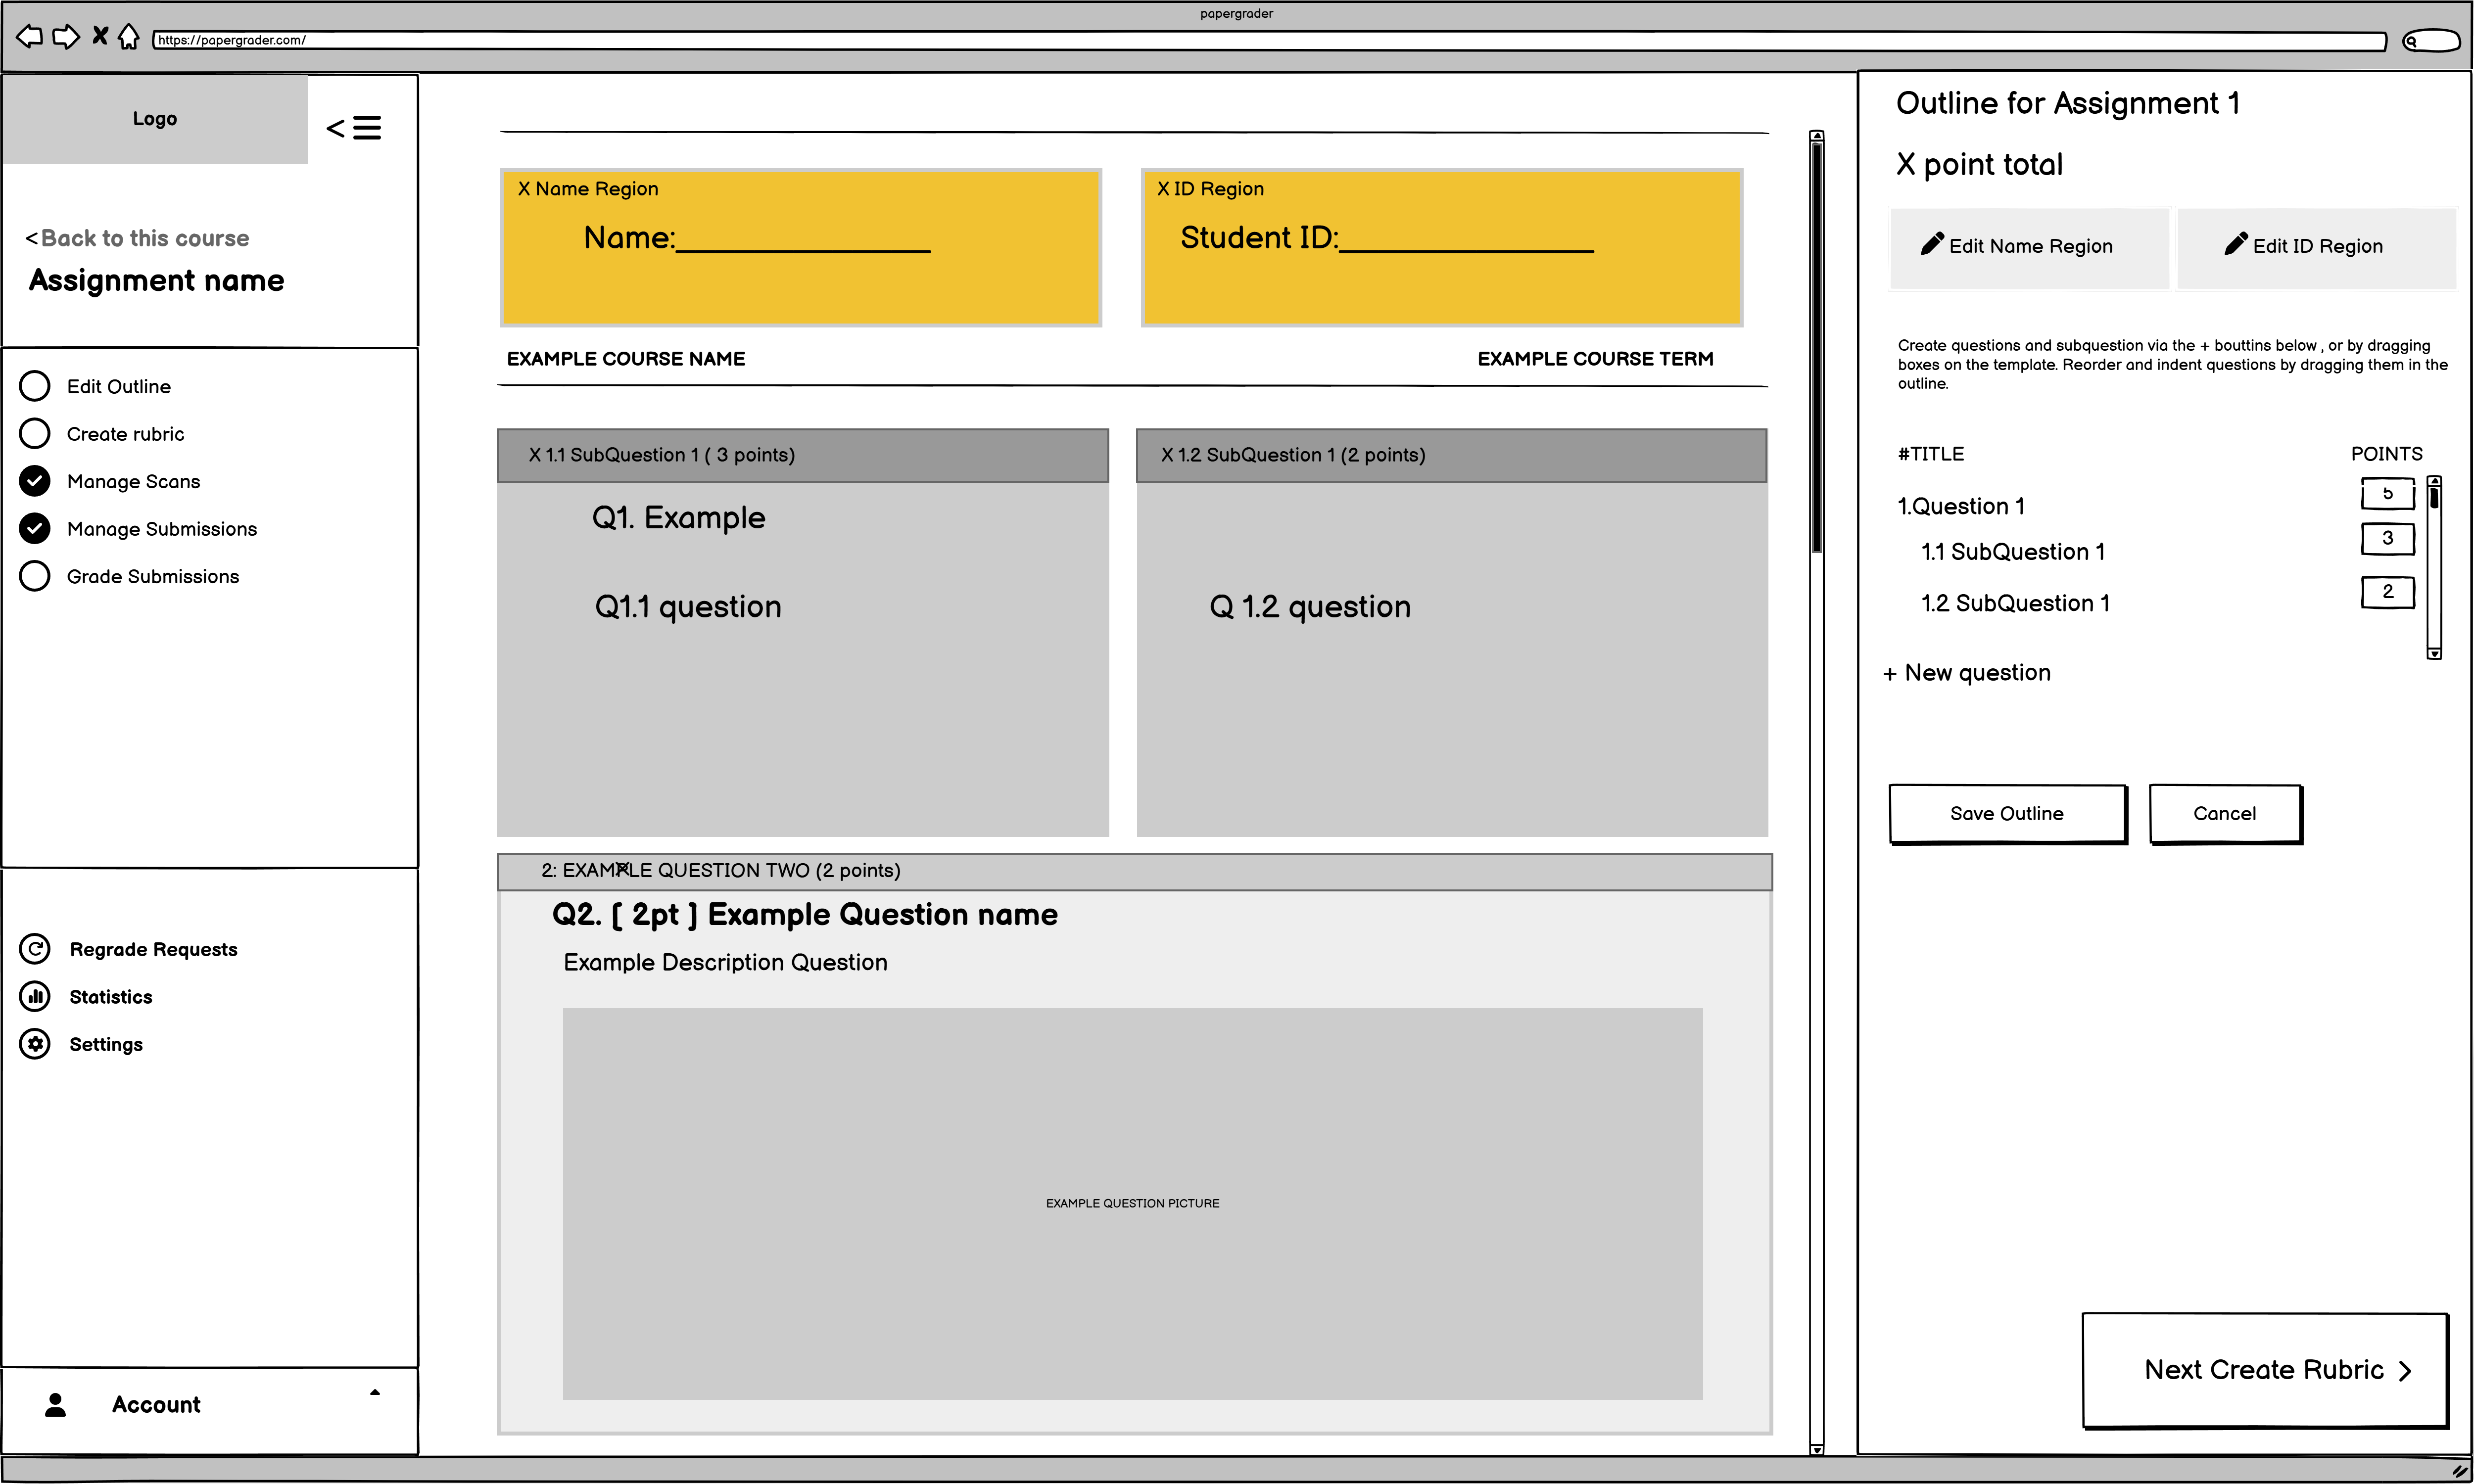 papergrader
https://papergrader.com/
Logo
<
<Back to this course
Assignment name
Edit Outline
Create rubric
Manage Scans
Manage Submissions
Grade Submissions
Regrade Requests
Statistics
Settings
Account
X Name Region
Name:_______________
X ID Region
Student ID:_______________
EXAMPLE COURSE NAME
EXAMPLE COURSE TERM
X 1.1 SubQuestion 1 ( 3 points)
Q1. Example
Q1.1 question
X 1.2 SubQuestion 1 (2 points)
Q 1.2 question
2: EXAMPLE QUESTION TWO (2 points)
X
Q2. [ 2pt ] Example Question name
Example Description Question
EXAMPLE QUESTION PICTURE
Outline for Assignment 1
X point total
Edit Name Region
Edit ID Region
Create questions and subquestion via the + bouttins below , or by dragging
boxes on the template. Reorder and indent questions by dragging them in the
outline.
#TITLE POINTS
1.Question 1 5
1.1 SubQuestion 1 3
1.2 SubQuestion 1 2
+ New question
Save Outline
Cancel
Next Create Rubric >